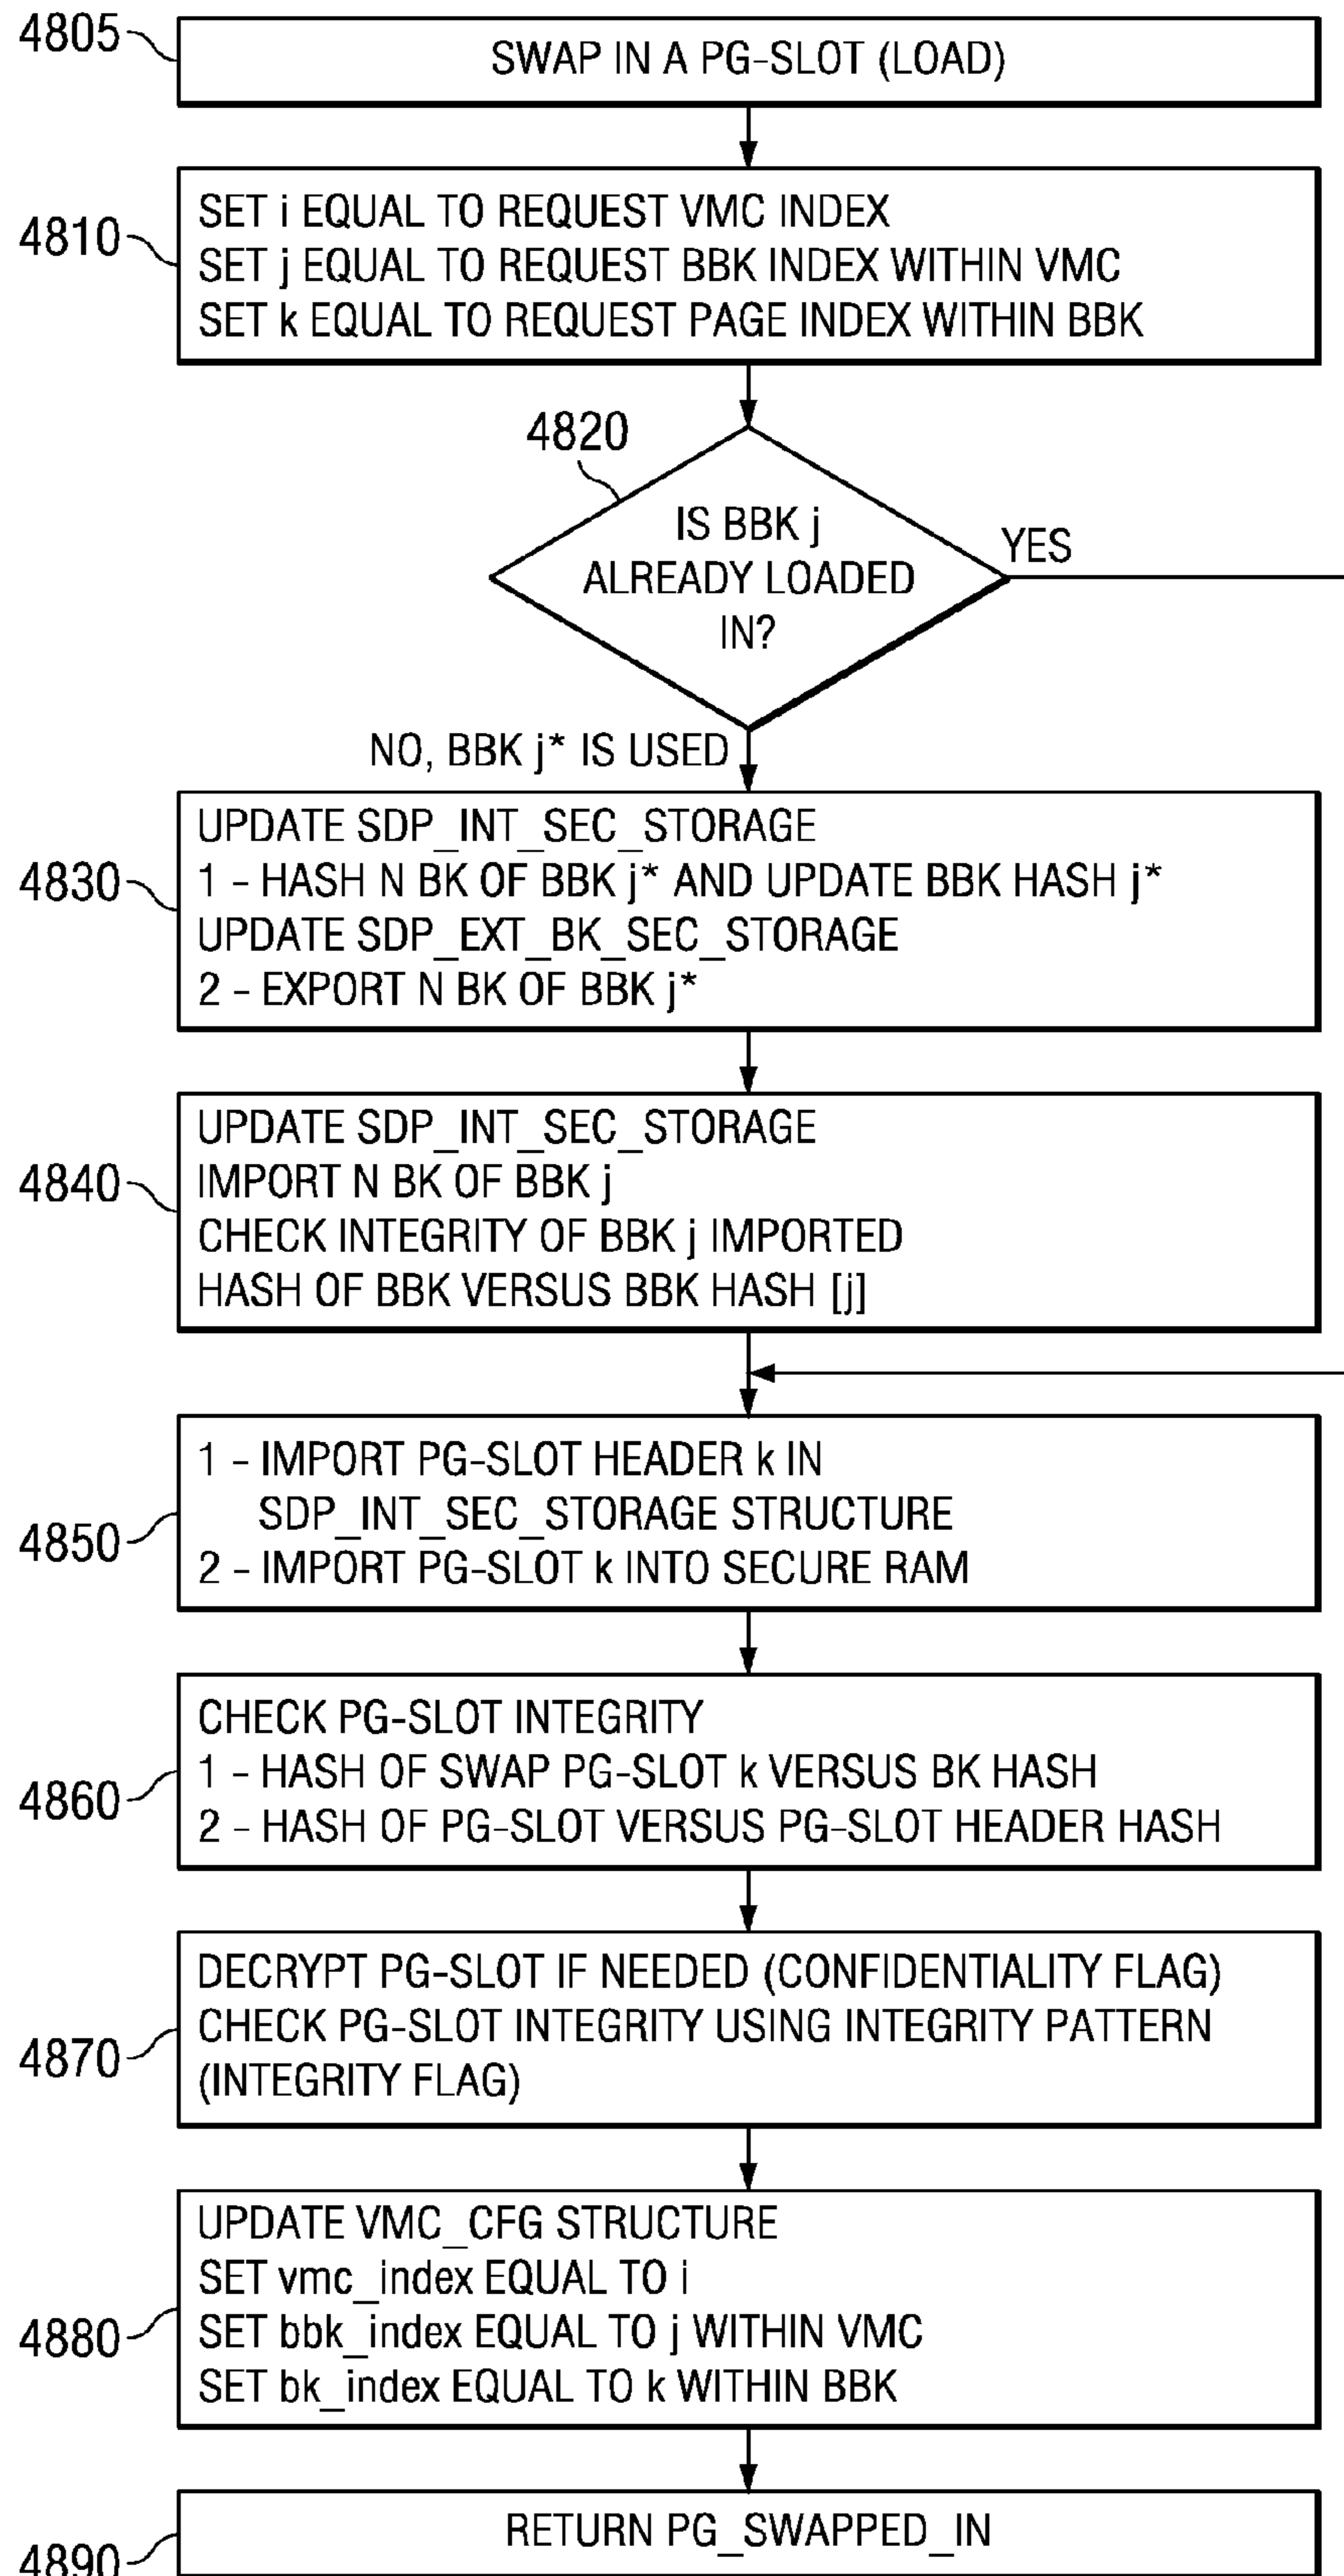 4805
SWAP IN A PG-SLOT (LOAD)
4810
SET i EQUAL TO REQUEST VMC INDEX
SET j EQUAL TO REQUEST BBK INDEX WITHIN VMC
SET k EQUAL TO REQUEST PAGE INDEX WITHIN BBK
4820
IS BBK j
ALREADY LOADED
IN?
YES
NO, BBK j* IS USED
4830
UPDATE SDP_INT_SEC_STORAGE
1 - HASH N BK OF BBK j* AND UPDATE BBK HASH j*
UPDATE SDP_EXT_BK_SEC_STORAGE
2 - EXPORT N BK OF BBK j*
4840
UPDATE SDP_INT_SEC_STORAGE
IMPORT N BK OF BBK j
CHECK INTEGRITY OF BBK j IMPORTED
HASH OF BBK VERSUS BBK HASH [j]
4850
1 - IMPORT PG-SLOT HEADER k IN
SDP_INT_SEC_STORAGE STRUCTURE
2 - IMPORT PG-SLOT k INTO SECURE RAM
4860
CHECK PG-SLOT INTEGRITY
1 - HASH OF SWAP PG-SLOT k VERSUS BK HASH
2 - HASH OF PG-SLOT VERSUS PG-SLOT HEADER HASH
4870
DECRYPT PG-SLOT IF NEEDED (CONFIDENTIALITY FLAG)
CHECK PG-SLOT INTEGRITY USING INTEGRITY PATTERN
(INTEGRITY FLAG)
4880
UPDATE VMC_CFG STRUCTURE
SET vmc_index EQUAL TO i
SET bbk_index EQUAL TO j WITHIN VMC
SET bk_index EQUAL TO k WITHIN BBK
4890
RETURN PG_SWAPPED_IN